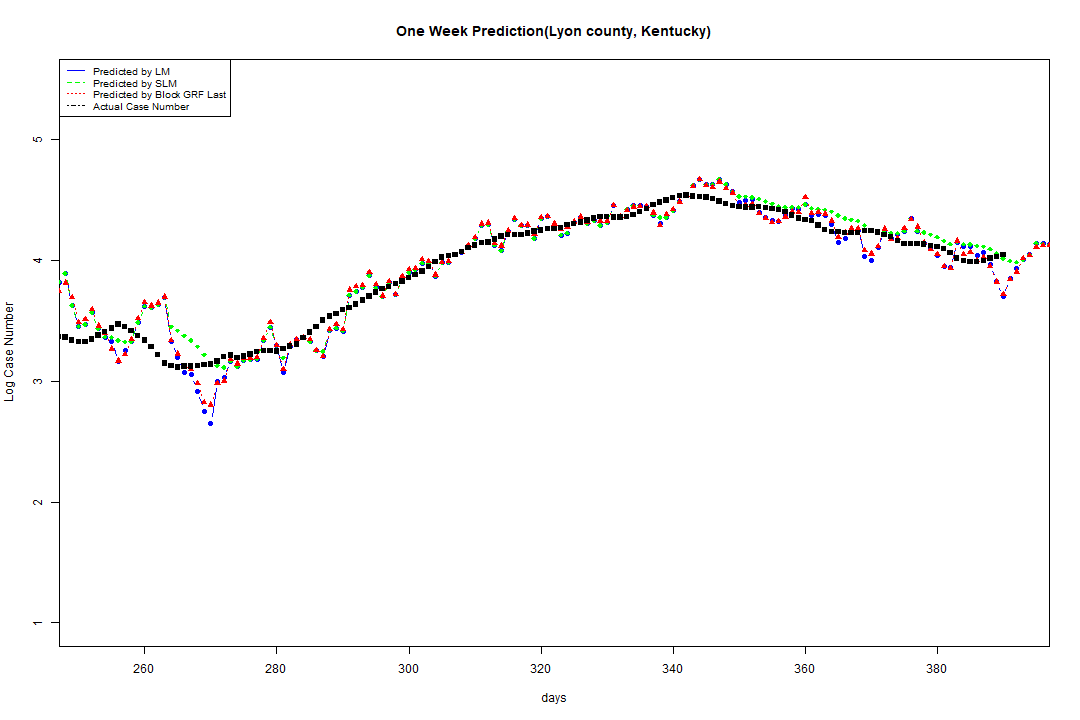 One Week Prediction(Lyon county, Kentucky)
Predicted by LM
Predicted by SLM
Predicted by Block GRF Last
Actual Case Number
5
4
3
2
1
Log Case Number
260 280 300 320 340 360 380
days